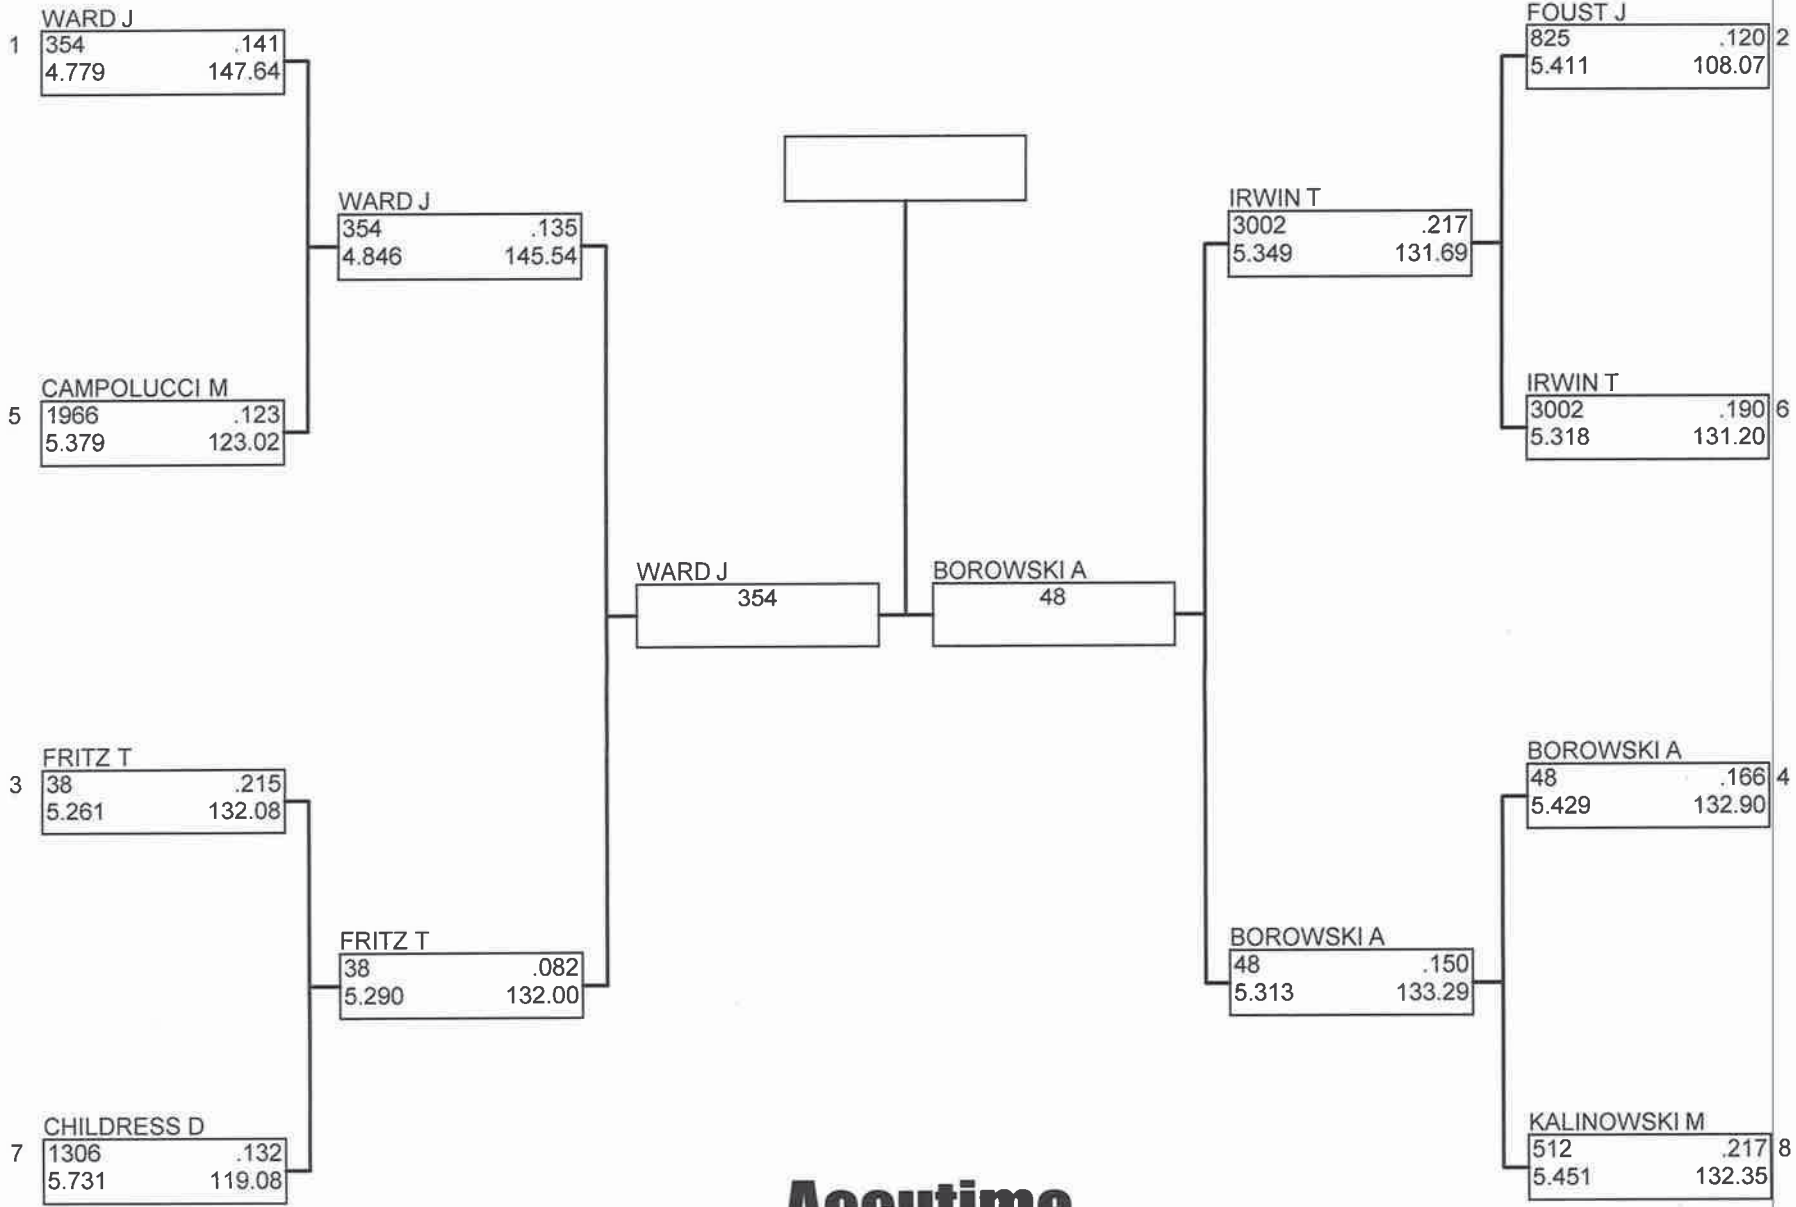 WARD J
1 354 .141
4.779 147.64
CAMPOLUCCI M
5 1966 .123
5.379 123.02
FRITZ T
3 38 .215
5.261 132.08
CHILDRESS D
7 1306 .132
5.731 119.08
WARD J
354 .135
4.846 145.54
FRITZ T
38 .082
5.290 132.00
WARD J
354
BOROWSKI A
48
IRWIN T
3002 .217
5.349 131.69
BOROWSKI A
48 .150
5.313 133.29
FOUST J
825 .120 2
5.411 108.07
IRWIN T
3002 .190 6
5.318 131.20
BOROWSKI A
48 .166 4
5.429 132.90
KALINOWSKI M
512 .217 8
5.451 132.35
Accutime